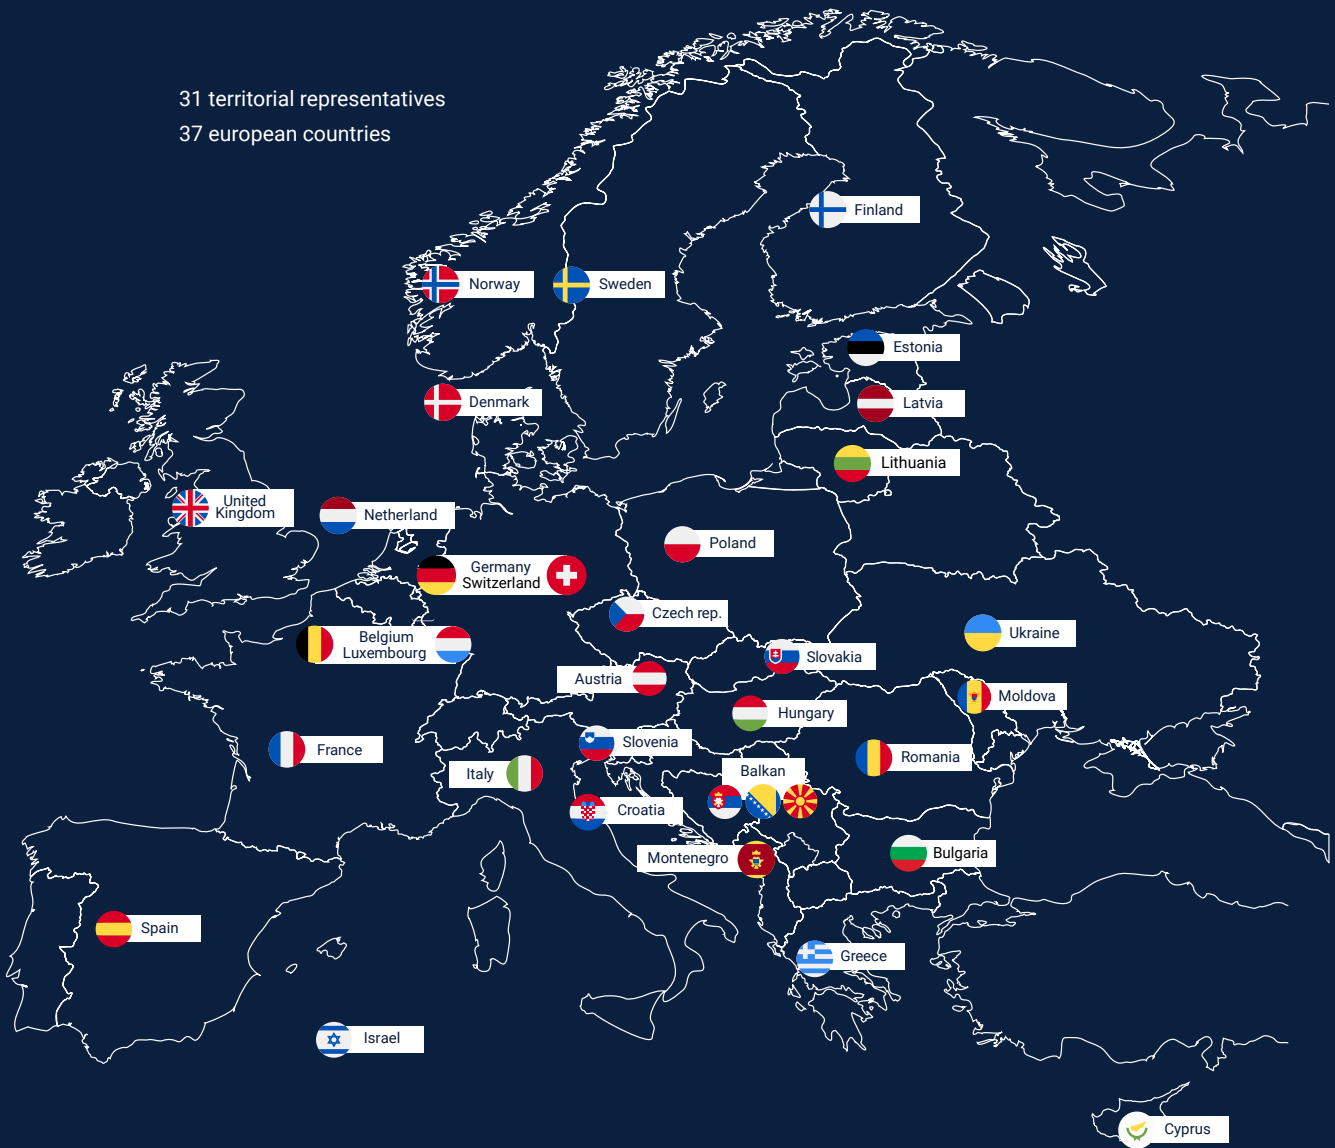 31 territorial representatives
37 european countries
Finland
Norway
Sweden
Estonia
Denmark
Latvia
Lithuania
United
Kingdom
Netherland
Poland
Germany
Switzerland
Czech rep.
Ukraine
Belgium
Luxembourg
Slovakia
Austria
Moldova
Hungary
Slovenia
France
Romania
Italy
Balkan
Croatia
Montenegro
Bulgaria
Spain
Greece
Israel
Cyprus